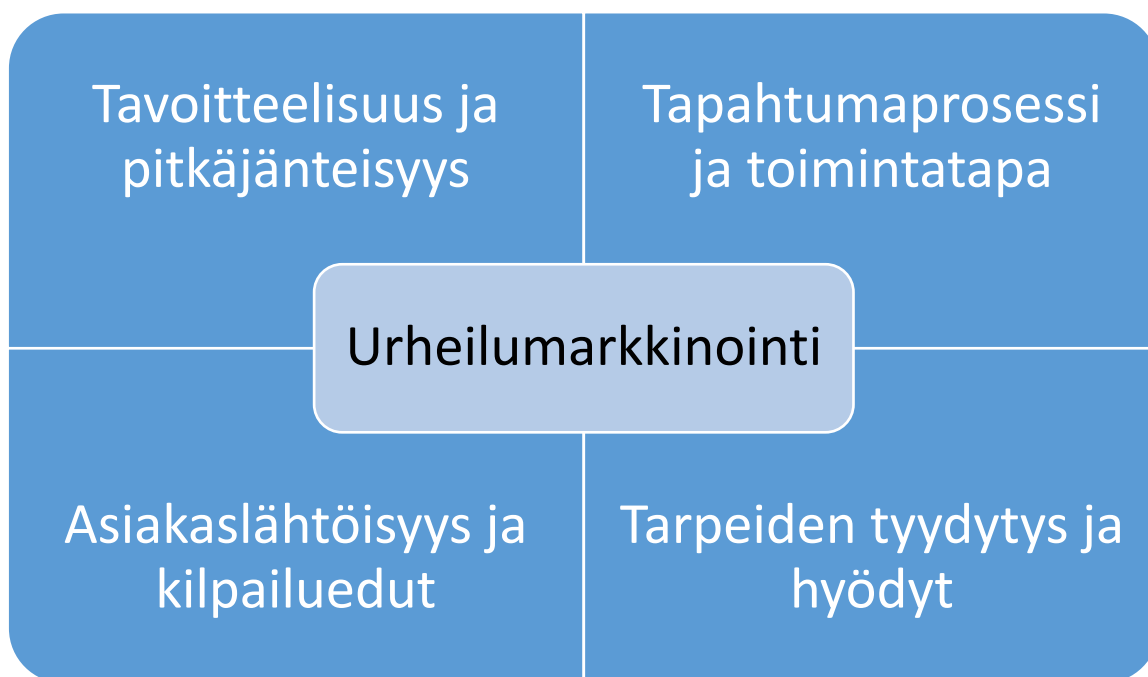 Tavoitteelisuus ja
pitkäjänteisyys
Tapahtumaprosessi
ja toimintatapa
Urheilumarkkinointi
Asiakaslähtöisyys ja
kilpailuedut
Tarpeiden tyydytys ja
hyödyt